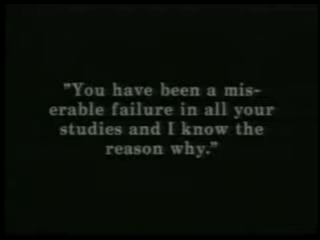 "You have been a mis-
erable failure in all your
studies and I know the
reason why."